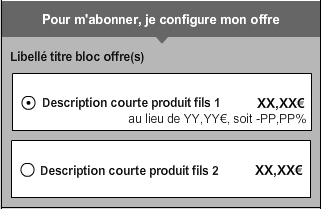 Pour m'abonner, je configure mon offre
Libellé titre bloc offre(s)
Description courte produit fils 1 XX,XX€
au lieu de YY,YY€, soit -PP,PP%
Description courte produit fils 2 XX,XX€